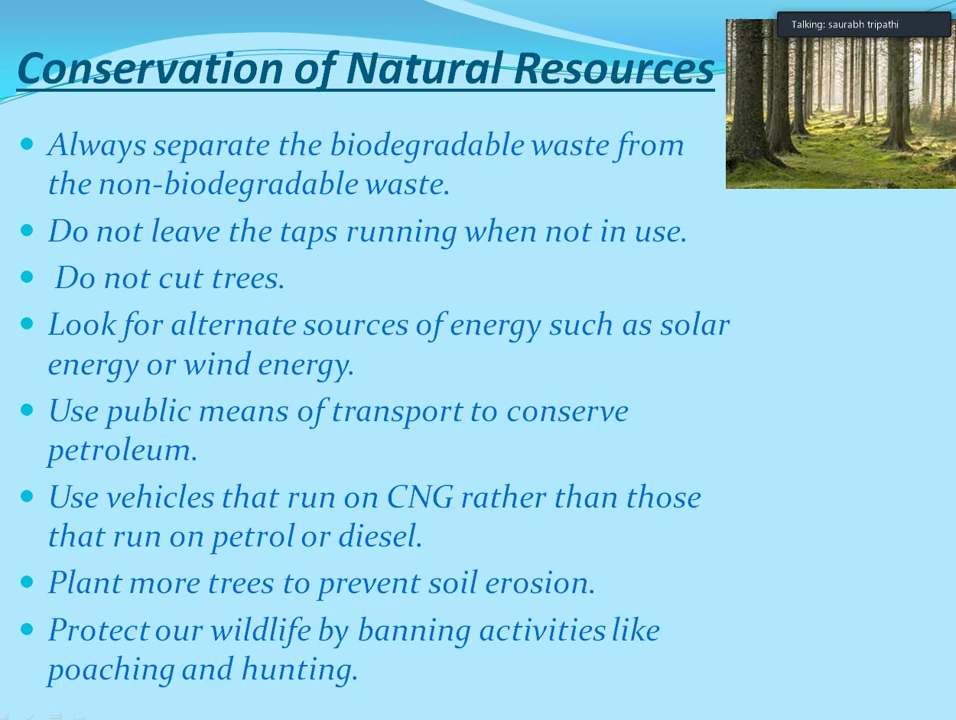 Talking: saurabh tripathi
Conservation of Natural Resources
• Always separate the biodegradable waste from
the non-biodegradable waste.
• Do not leave the taps running when not in use.
• Do not cut trees.
• Look for alternate sources of energy such as solar
energy or wind energy.
• Use public means of transport to conserve
petroleum.
• Use vehicles that run on CNG rather than those
that run on petrol or diesel.
• Plant more trees to prevent soil erosion.
• Protect our wildlife by banning activities like
poaching and hunting.